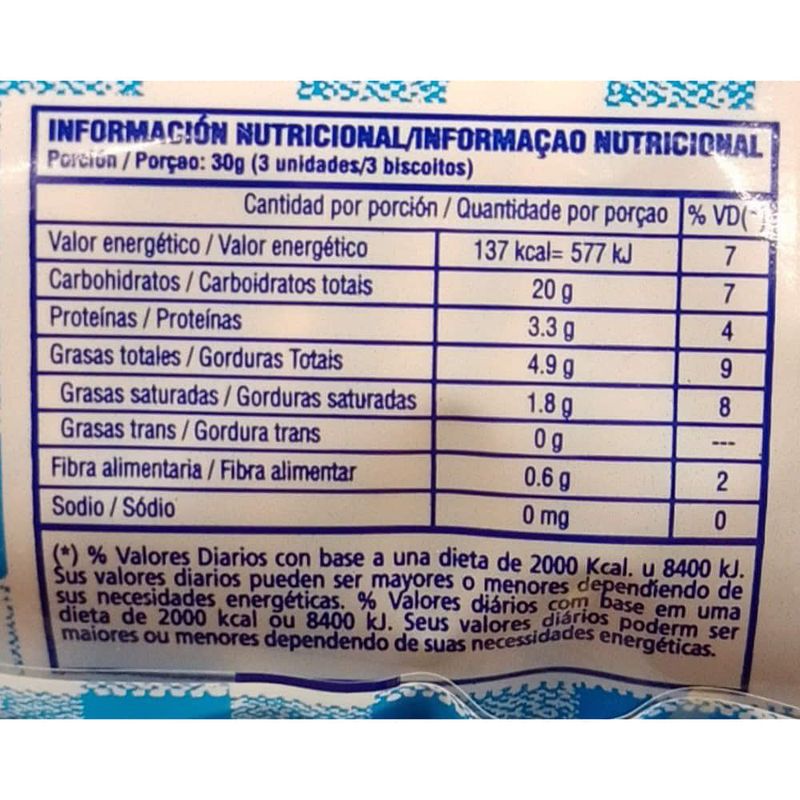 INFORMACIÓN NUTRICIONAL/INFORMAÇAO NUTRICIONAL
Porción / Porçao: 30g (3 unidades/3 biscoitos)
Cantidad por porción / Quantidade por porçao % VD(*
Valor energético / Valor energético 137 kcal= 577 kJ 7
Carbohidratos / Carboidratos totais 20 g 7
Proteínas / Proteínas 3.3 g 4
Grasas totales / Gorduras Totais 4.9 g 9
Grasas saturadas / Gorduras saturadas 1.8 g 8
Grasas trans / Gordura trans 0 g ---
Fibra alimentaria / Fibra alimentar 0.6 g 2
Sodio / Sódio 0 mg 0
(*) % Valores Diarios con base a una dieta de 2000 Kcal. u 8400 kJ.
Sus valores diarios pueden ser mayores o menores dependiendo de
sus necesidades energéticas. % Valores diários com base em uma
dieta de 2000 kcal ou 8400 kJ. Seus valores diários poderm ser
maiores ou menores dependendo de suas necessidades energéticas.